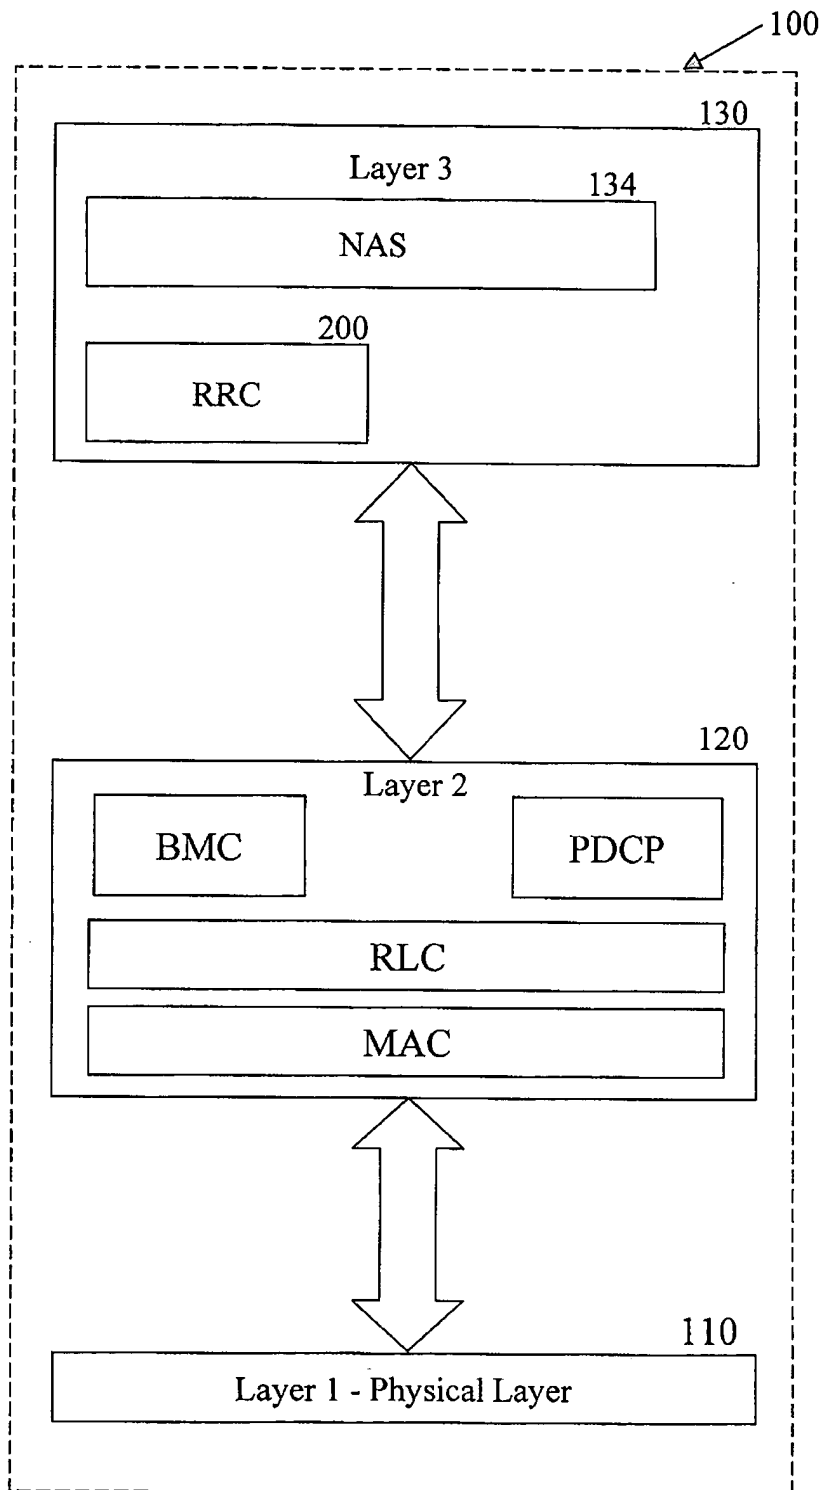 100
130
Layer 3
134
NAS
200
RRC
120
Layer 2
BMC
PDCP
RLC
MAC
110
Layer 1 - Physical Layer